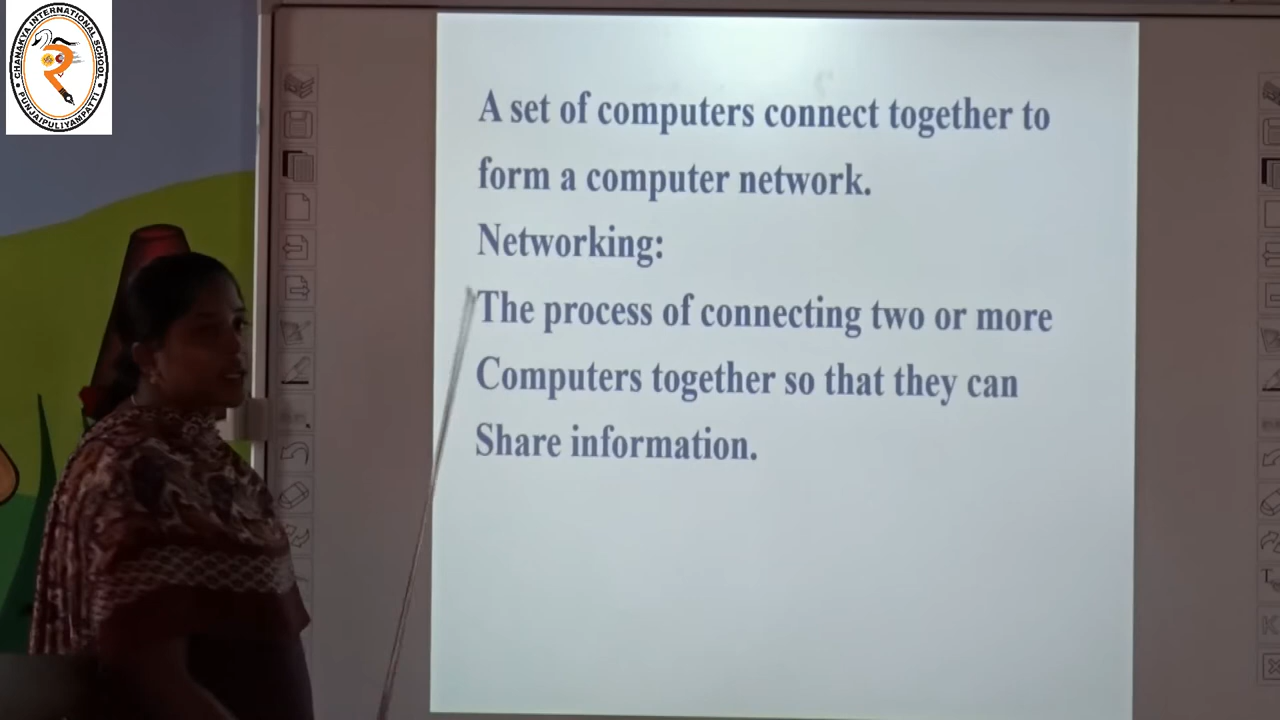 CHANAKYA INTERNATIONAL SCHOOL
PUNJAIPULIYAMPATTI
A set of computers connect together to
form a computer network.
Networking:
The process of connecting two or more
Computers together so that they can
Share information.